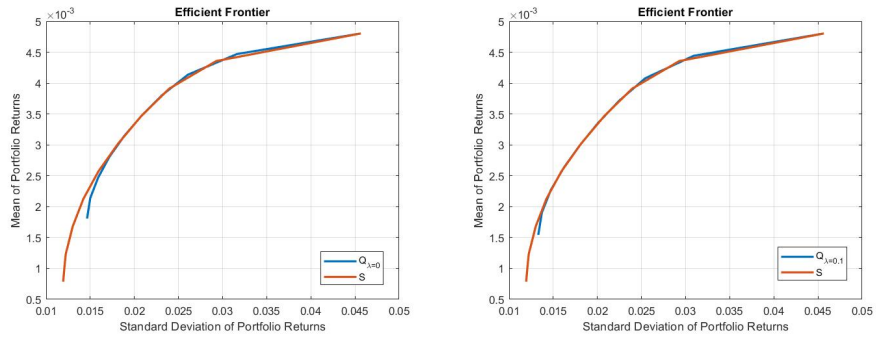 Efficient Frontier
×10⁻³
5
4.5
4
3.5
3
2.5
2
1.5
1
0.5
Mean of Portfolio Returns
0.01 0.015 0.02 0.025 0.03 0.035 0.04 0.045 0.05
Standard Deviation of Portfolio Returns
Q λ=0
S
Efficient Frontier
×10⁻³
5
4.5
4
3.5
3
2.5
2
1.5
1
0.5
Mean of Portfolio Returns
0.01 0.015 0.02 0.025 0.03 0.035 0.04 0.045 0.05
Standard Deviation of Portfolio Returns
Q λ=0.1
S